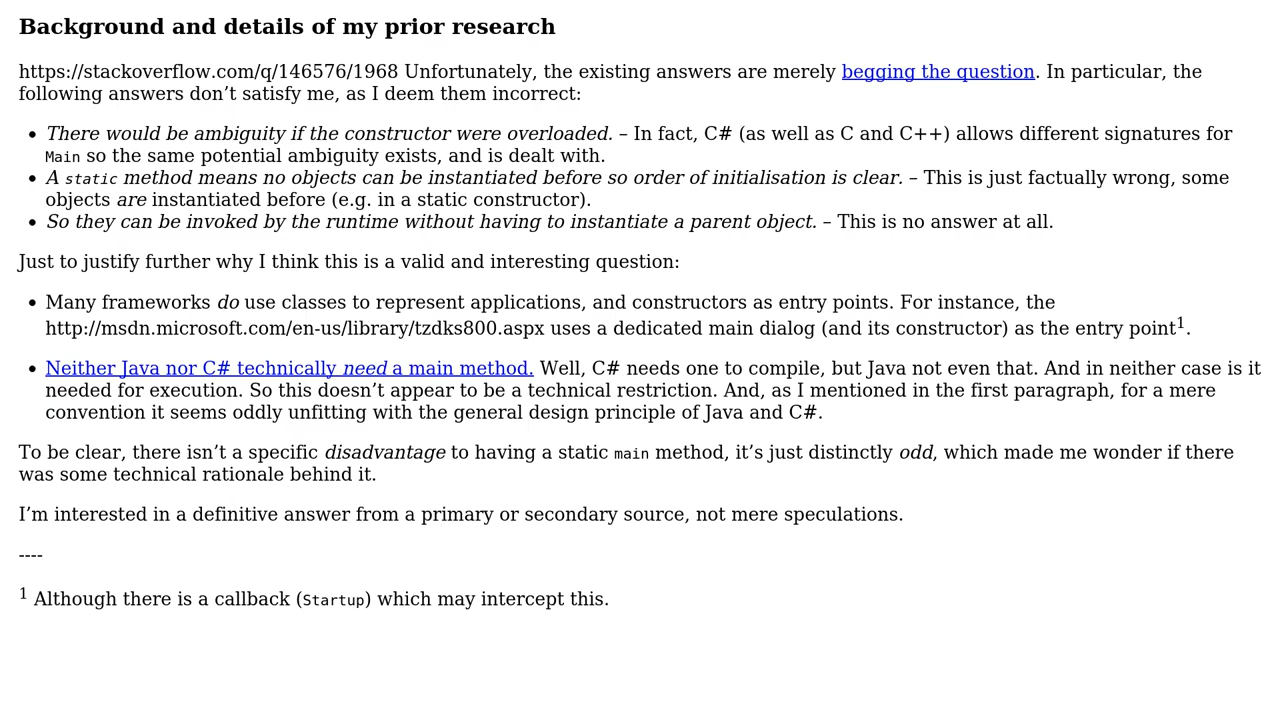 Background and details of my prior research
https://stackoverflow.com/q/146576/1968 Unfortunately, the existing answers are merely begging the question. In particular, the
following answers don’t satisfy me, as I deem them incorrect:
• There would be ambiguity if the constructor were overloaded. – In fact, C# (as well as C and C++) allows different signatures for
Main so the same potential ambiguity exists, and is dealt with.
• A static method means no objects can be instantiated before so order of initialisation is clear. – This is just factually wrong, some
objects are instantiated before (e.g. in a static constructor).
• So they can be invoked by the runtime without having to instantiate a parent object. – This is no answer at all.
Just to justify further why I think this is a valid and interesting question:
• Many frameworks do use classes to represent applications, and constructors as entry points. For instance, the
http://msdn.microsoft.com/en-us/library/tzdks800.aspx uses a dedicated main dialog (and its constructor) as the entry point1.
• Neither Java nor C# technically need a main method. Well, C# needs one to compile, but Java not even that. And in neither case is it
needed for execution. So this doesn’t appear to be a technical restriction. And, as I mentioned in the first paragraph, for a mere
convention it seems oddly unfitting with the general design principle of Java and C#.
To be clear, there isn’t a specific disadvantage to having a static main method, it’s just distinctly odd, which made me wonder if there
was some technical rationale behind it.
I’m interested in a definitive answer from a primary or secondary source, not mere speculations.
----
1 Although there is a callback (Startup) which may intercept this.